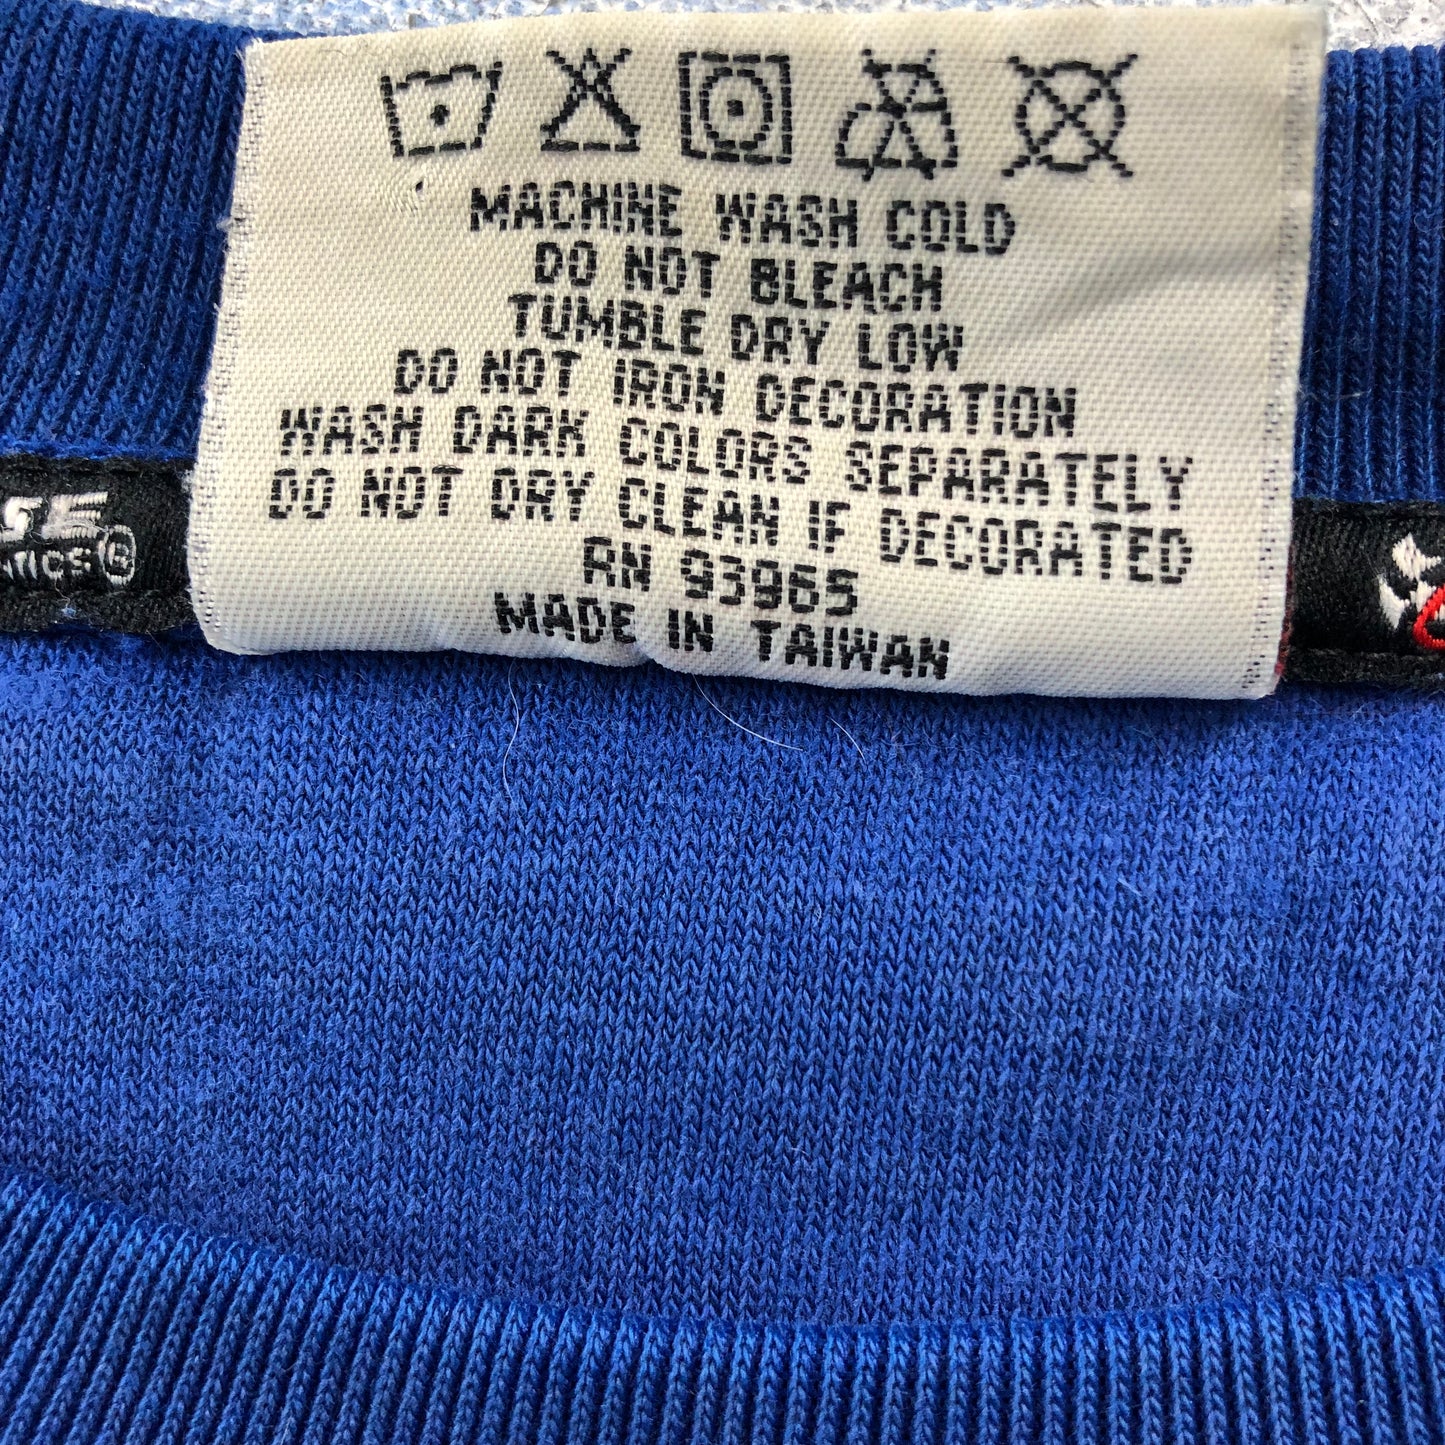 MACHINE WASH COLD
DO NOT BLEACH
TUMBLE DRY LOW
DO NOT IRON DECORATION
WASH DARK COLORS SEPARATELY
DO NOT DRY CLEAN IF DECORATED
RN 93965
MADE IN TAIWAN